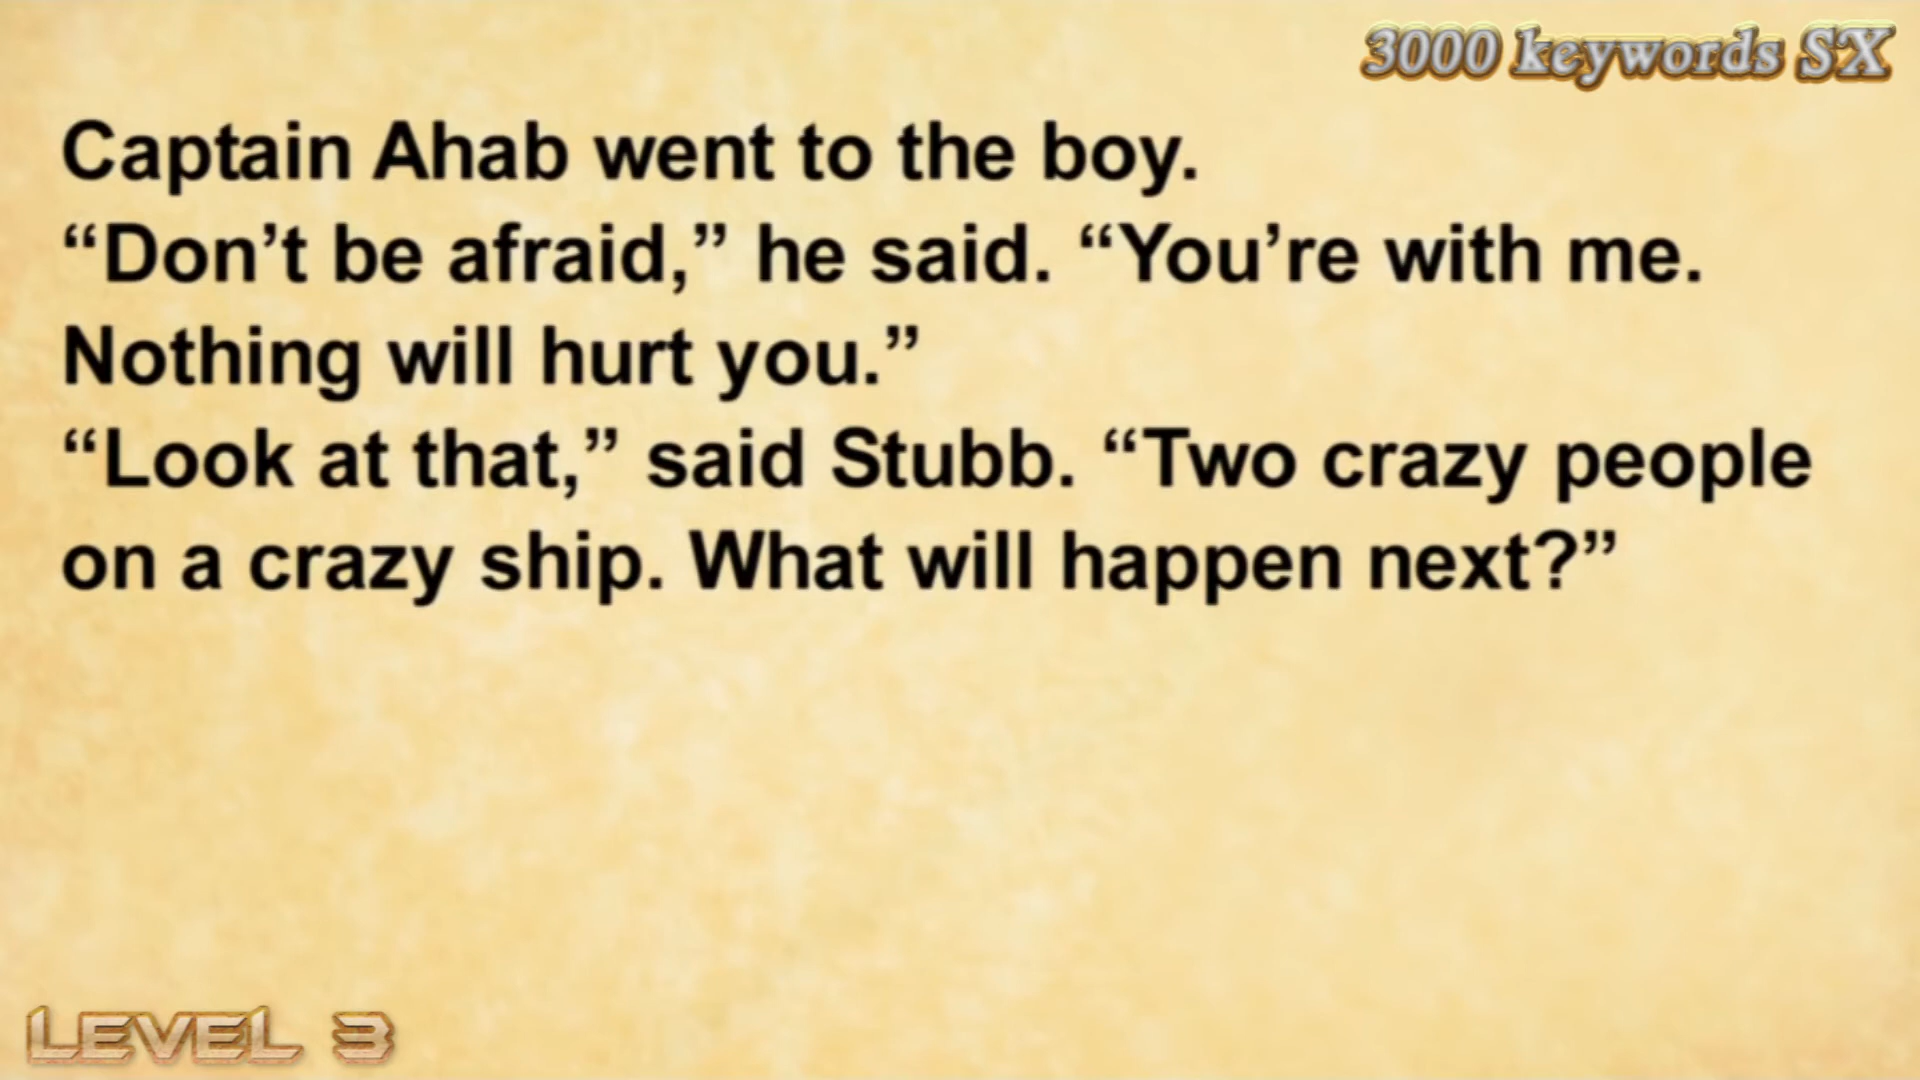 3000 keywords SX
Captain Ahab went to the boy.
“Don’t be afraid,” he said. “You’re with me.
Nothing will hurt you.”
“Look at that,” said Stubb. “Two crazy people
on a crazy ship. What will happen next?”
LEVEL 3